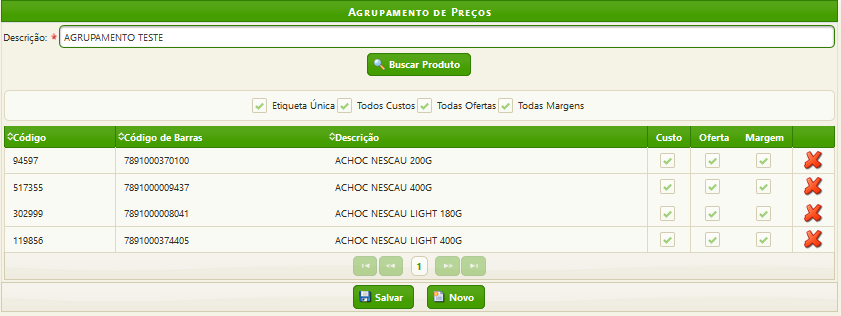 Agrupamento de Preços
Descrição: * AGRUPAMENTO TESTE
Buscar Produto
Etiqueta Única Todos Custos Todas Ofertas Todas Margens
Código Código de Barras Descrição Custo Oferta Margem
94597 7891000370100 ACHOC NESCAU 200G
517355 7891000009437 ACHOC NESCAU 400G
302999 7891000008041 ACHOC NESCAU LIGHT 180G
119856 7891000374405 ACHOC NESCAU LIGHT 400G
1
Salvar Novo